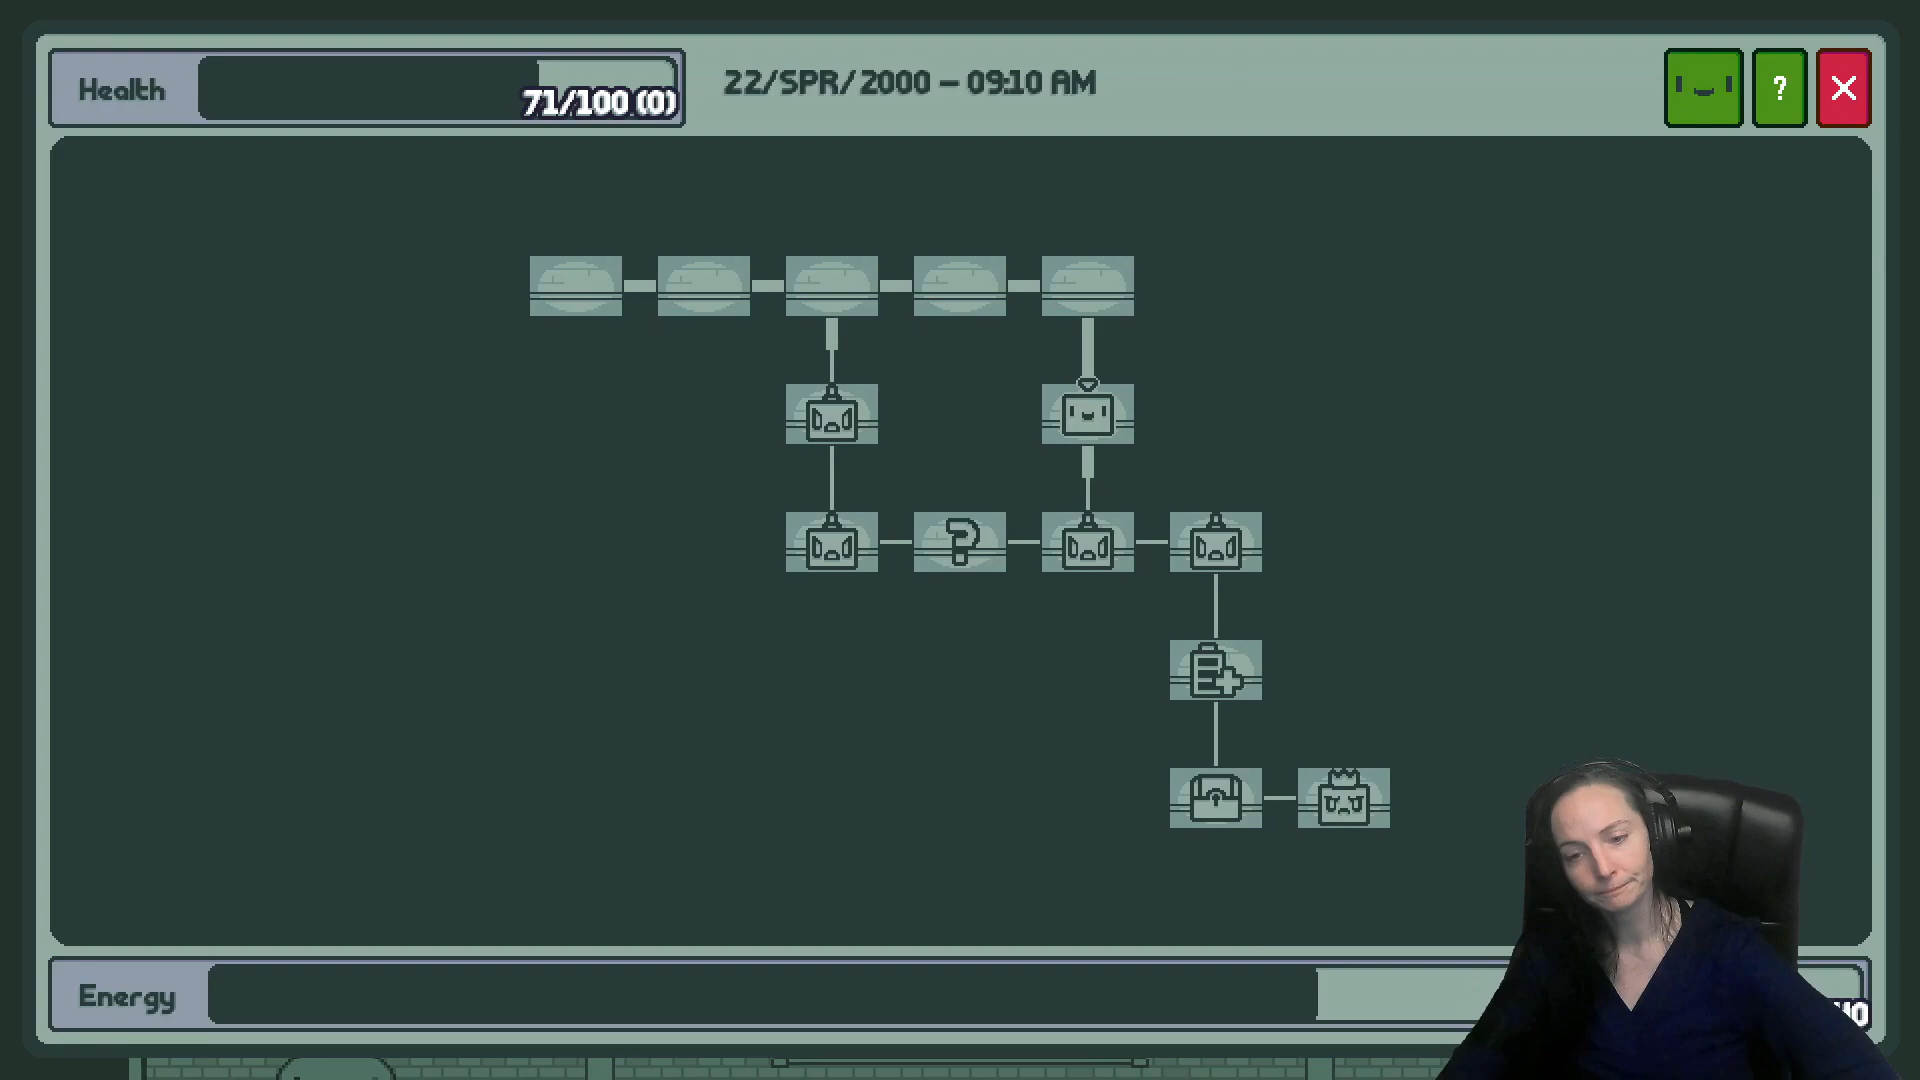 Health
71/100 (0)
22/SPR/2000 – 09:10 AM
?
?
Energy